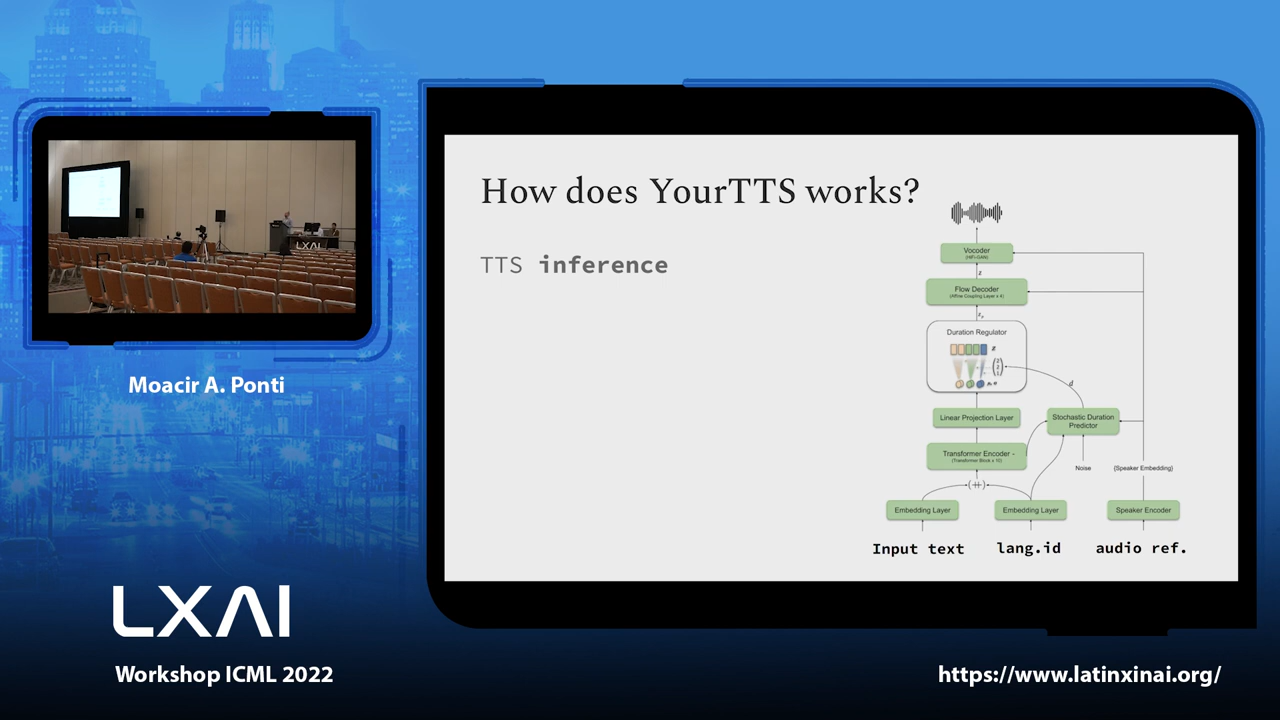 How does YourTTS works?
TTS inference
Vocoder
(HiFi-GAN)
z
Flow Decoder
(Affine Coupling Layer x 4)
Duration Regulator
d
Linear Projection Layer
Stochastic Duration
Predictor
Transformer Encoder -
(Transformer Block x 10)
Noise
{Speaker Embedding}
Embedding Layer
Embedding Layer
Speaker Encoder
Input text
lang.id
audio ref.
LXAI
Moacir A. Ponti
LXAI
Workshop ICML 2022
https://www.latinxinai.org/